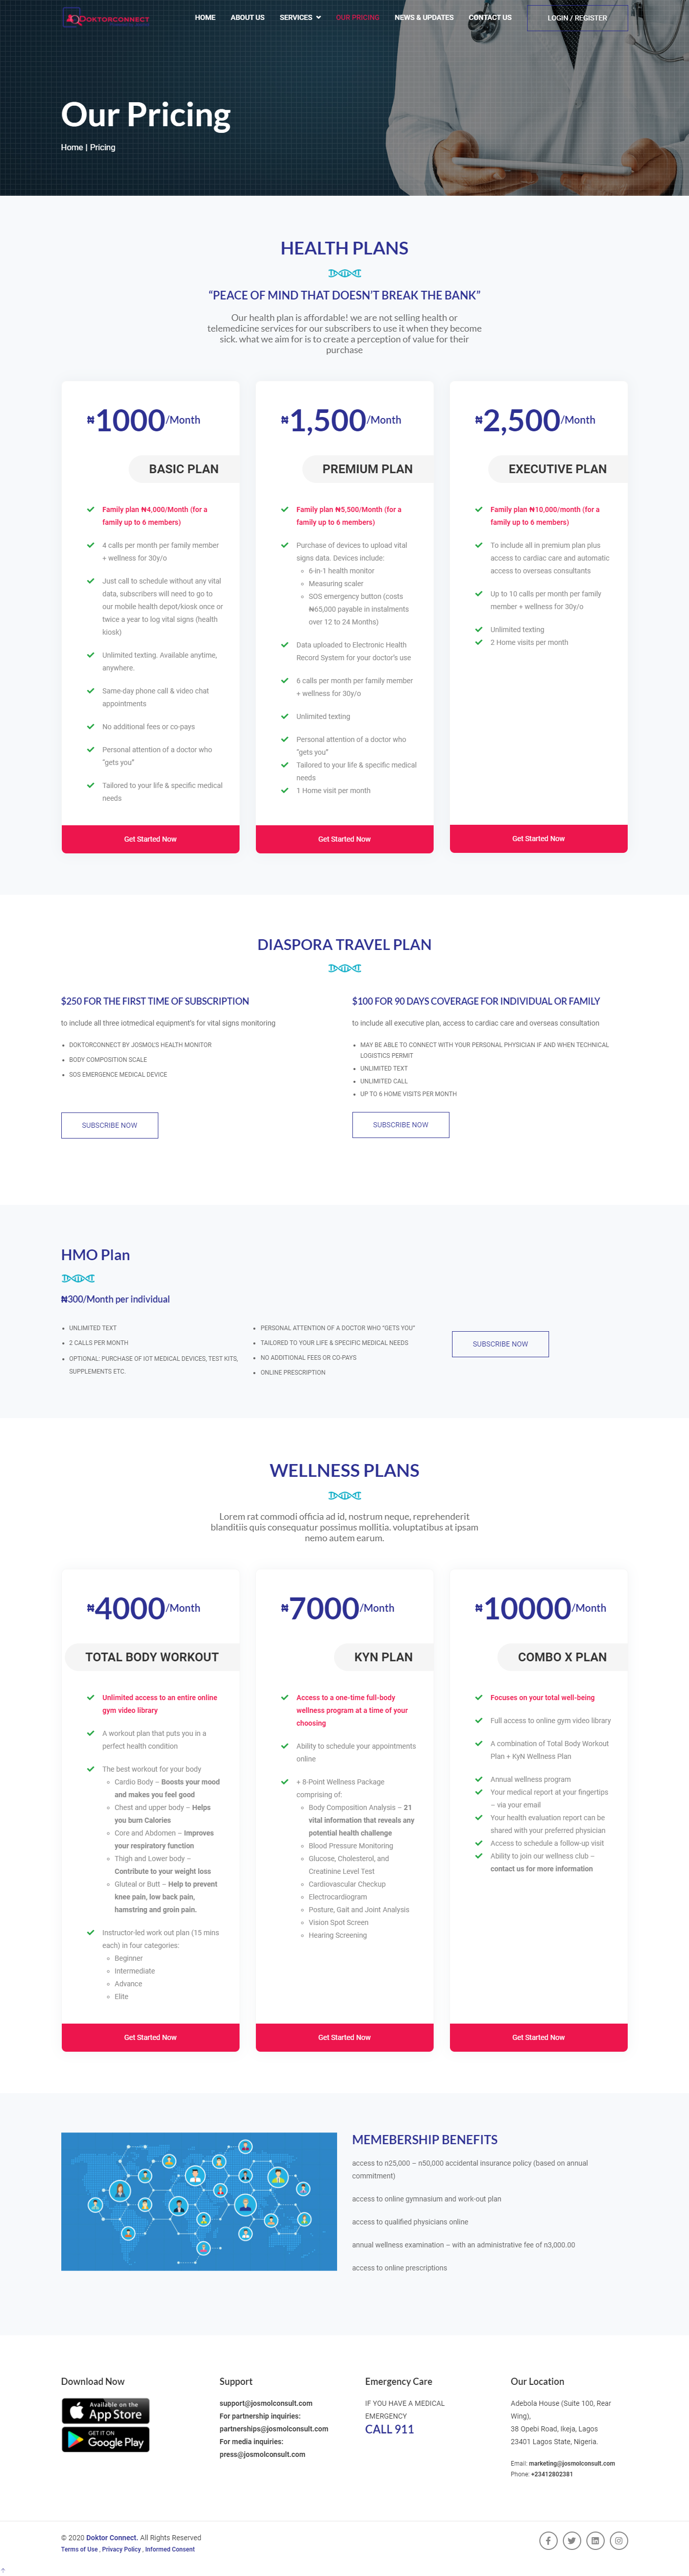 DOKTORCONNECT
HOME
ABOUT US
SERVICES
OUR PRICING
NEWS & UPDATES
CONTACT US
LOGIN / REGISTER
Our Pricing
Home | Pricing
HEALTH PLANS
“PEACE OF MIND THAT DOESN’T BREAK THE BANK”
Our health plan is affordable! we are not selling health or
telemedicine services for our subscribers to use it when they become
sick. what we aim for is to create a perception of value for their
purchase
₦1000/Month
BASIC PLAN
Family plan ₦4,000/Month (for a
family up to 6 members)
4 calls per month per family member
+ wellness for 30y/o
Just call to schedule without any vital
data, subscribers will need to go to
our mobile health depot/kiosk once or
twice a year to log vital signs (health
kiosk)
Unlimited texting. Available anytime,
anywhere.
Same-day phone call & video chat
appointments
No additional fees or co-pays
Personal attention of a doctor who
“gets you”
Tailored to your life & specific medical
needs
Get Started Now
₦1,500/Month
PREMIUM PLAN
Family plan ₦5,500/Month (for a
family up to 6 members)
Purchase of devices to upload vital
signs data. Devices include:
6-in-1 health monitor
Measuring scaler
SOS emergency button (costs
₦65,000 payable in instalments
over 12 to 24 Months)
Data uploaded to Electronic Health
Record System for your doctor’s use
6 calls per month per family member
+ wellness for 30y/o
Unlimited texting
Personal attention of a doctor who
“gets you”
Tailored to your life & specific medical
needs
1 Home visit per month
Get Started Now
₦2,500/Month
EXECUTIVE PLAN
Family plan ₦10,000/month (for a
family up to 6 members)
To include all in premium plan plus
access to cardiac care and automatic
access to overseas consultants
Up to 10 calls per month per family
member + wellness for 30y/o
Unlimited texting
2 Home visits per month
Get Started Now
DIASPORA TRAVEL PLAN
$250 FOR THE FIRST TIME OF SUBSCRIPTION
to include all three iotmedical equipment’s for vital signs monitoring
DOKTORCONNECT BY JOSMOL’S HEALTH MONITOR
BODY COMPOSITION SCALE
SOS EMERGENCE MEDICAL DEVICE
SUBSCRIBE NOW
$100 FOR 90 DAYS COVERAGE FOR INDIVIDUAL OR FAMILY
to include all executive plan, access to cardiac care and overseas consultation
MAY BE ABLE TO CONNECT WITH YOUR PERSONAL PHYSICIAN IF AND WHEN TECHNICAL
LOGISTICS PERMIT
UNLIMITED TEXT
UNLIMITED CALL
UP TO 6 HOME VISITS PER MONTH
SUBSCRIBE NOW
HMO Plan
₦300/Month per individual
UNLIMITED TEXT
2 CALLS PER MONTH
OPTIONAL: PURCHASE OF IOT MEDICAL DEVICES, TEST KITS,
SUPPLEMENTS ETC.
PERSONAL ATTENTION OF A DOCTOR WHO “GETS YOU”
TAILORED TO YOUR LIFE & SPECIFIC MEDICAL NEEDS
NO ADDITIONAL FEES OR CO-PAYS
ONLINE PRESCRIPTION
SUBSCRIBE NOW
WELLNESS PLANS
Lorem rat commodi officia ad id, nostrum neque, reprehenderit
blanditiis quis consequatur possimus mollitia. voluptatibus at ipsam
nemo autem earum.
₦4000/Month
TOTAL BODY WORKOUT
Unlimited access to an entire online
gym video library
A workout plan that puts you in a
perfect health condition
The best workout for your body
Cardio Body – Boosts your mood
and makes you feel good
Chest and upper body – Helps
you burn Calories
Core and Abdomen – Improves
your respiratory function
Thigh and Lower body –
Contribute to your weight loss
Gluteal or Butt – Help to prevent
knee pain, low back pain,
hamstring and groin pain.
Instructor-led work out plan (15 mins
each) in four categories:
Beginner
Intermediate
Advance
Elite
Get Started Now
₦7000/Month
KYN PLAN
Access to a one-time full-body
wellness program at a time of your
choosing
Ability to schedule your appointments
online
+ 8-Point Wellness Package
comprising of:
Body Composition Analysis – 21
vital information that reveals any
potential health challenge
Blood Pressure Monitoring
Glucose, Cholesterol, and
Creatinine Level Test
Cardiovascular Checkup
Electrocardiogram
Posture, Gait and Joint Analysis
Vision Spot Screen
Hearing Screening
Get Started Now
₦10000/Month
COMBO X PLAN
Focuses on your total well-being
Full access to online gym video library
A combination of Total Body Workout
Plan + KyN Wellness Plan
Annual wellness program
Your medical report at your fingertips
– via your email
Your health evaluation report can be
shared with your preferred physician
Access to schedule a follow-up visit
Ability to join our wellness club –
contact us for more information
Get Started Now
MEMEBERSHIP BENEFITS
access to n25,000 – n50,000 accidental insurance policy (based on annual
commitment)
access to online gymnasium and work-out plan
access to qualified physicians online
annual wellness examination – with an administrative fee of n3,000.00
access to online prescriptions
Download Now
Available on the
App Store
GET IT ON
Google Play
Support
support@josmolconsult.com
For partnership inquiries:
partnerships@josmolconsult.com
For media inquiries:
press@josmolconsult.com
Emergency Care
IF YOU HAVE A MEDICAL
EMERGENCY
CALL 911
Our Location
Adebola House (Suite 100, Rear
Wing),
38 Opebi Road, Ikeja, Lagos
23401 Lagos State, Nigeria.
Email: marketing@josmolconsult.com
Phone: +23412802381
© 2020 Doktor Connect. All Rights Reserved
Terms of Use , Privacy Policy , Informed Consent